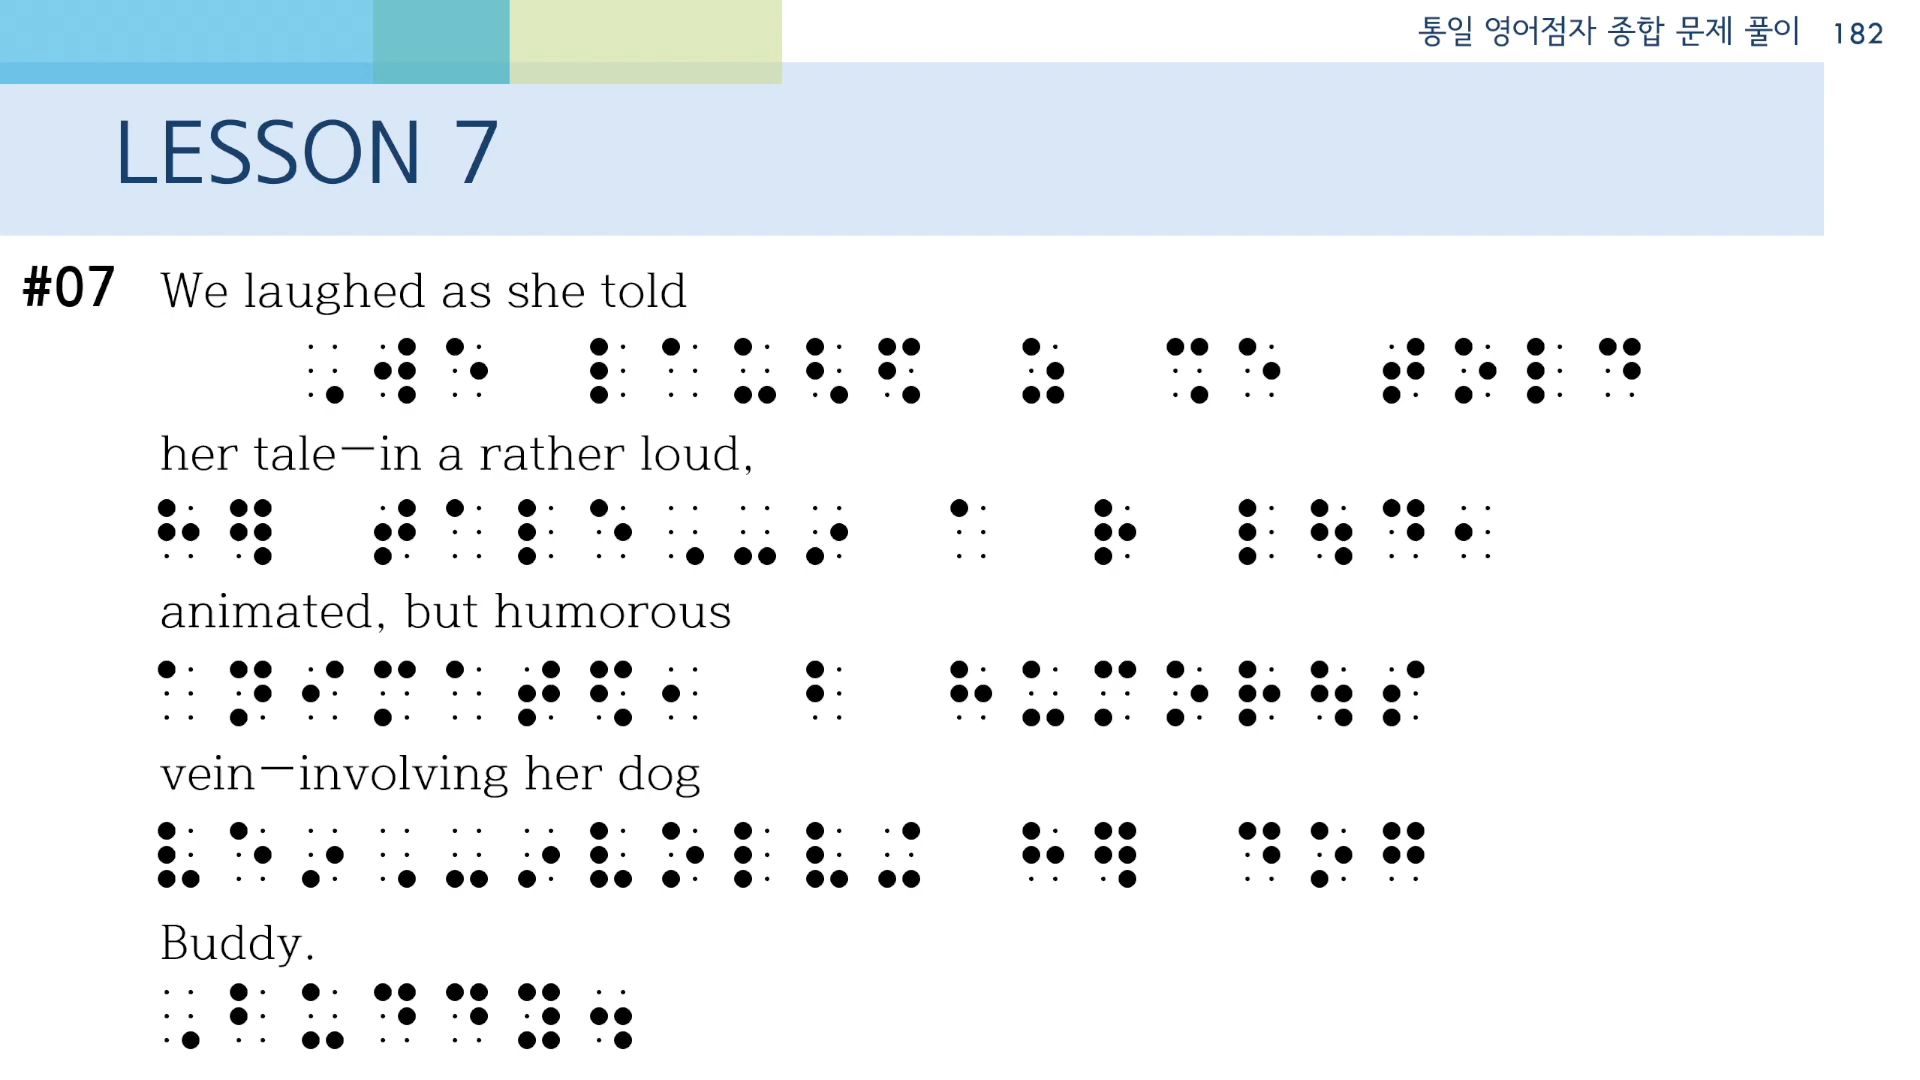 통일 영어점자 종합 문제 풀이 182
LESSON 7
#07 We laughed as she told
⠠⠺⠑ ⠇⠁⠥⠣⠫ ⠵ ⠩⠑ ⠞⠕⠇⠙
her tale—in a rather loud,
⠓⠻ ⠞⠁⠇⠑⠠⠤⠔ ⠁ ⠗ ⠇⠳⠙⠂
animated, but humorous
⠁⠝⠊⠍⠁⠞⠫⠂ ⠃ ⠓⠥⠍⠕⠗⠳⠎
vein—involving her dog
⠧⠑⠔⠠⠤⠔⠧⠕⠇⠧⠬ ⠓⠻ ⠙⠕⠛
Buddy.
⠠⠃⠥⠙⠙⠽⠲